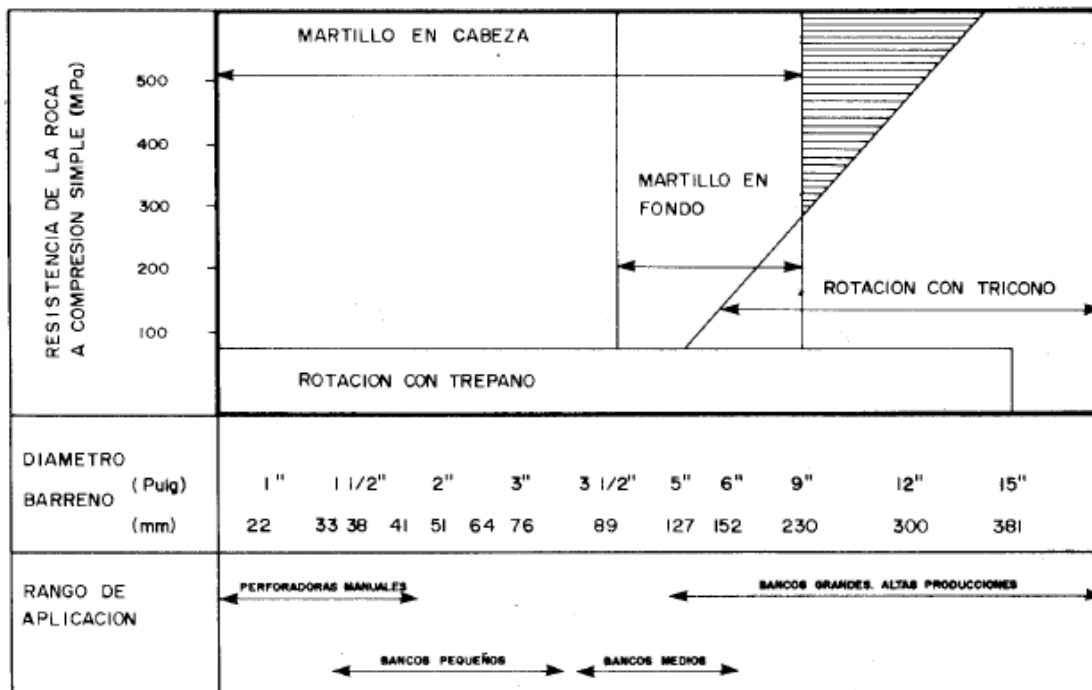 RESISTENCIA DE LA ROCA
A COMPRESION SIMPLE (MPa)
500
400
300
200
100
MARTILLO EN CABEZA
MARTILLO EN
FONDO
ROTACION CON TRICONO
ROTACION CON TREPANO
DIAMETRO
BARRENO
(Pulg) 1" 1 1/2" 2" 3" 3 1/2" 5" 6" 9" 12" 15"
(mm) 22 33 38 41 51 64 76 89 127 152 230 300 381
RANGO DE
APLICACION
PERFORADORAS MANUALES
BANCOS GRANDES. ALTAS PRODUCCIONES
BANCOS PEQUEÑOS
BANCOS MEDIOS